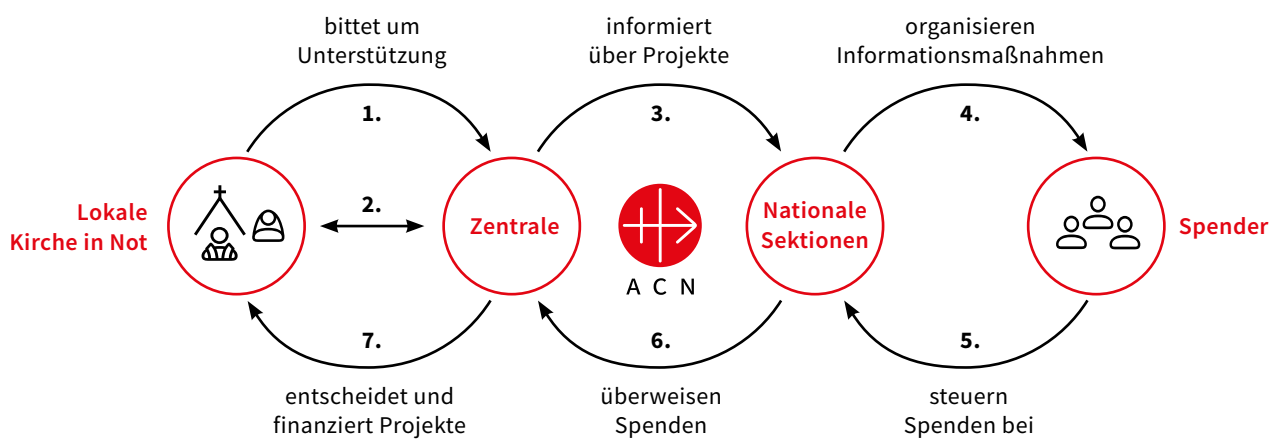 bittet um
Unterstützung
informiert
über Projekte
organisieren
Informationsmaßnahmen
1.
3.
4.
Lokale
Kirche in Not
2.
Zentrale
A C N
Nationale
Sektionen
Spender
7.
6.
5.
entscheidet und
finanziert Projekte
überweisen
Spenden
steuern
Spenden bei